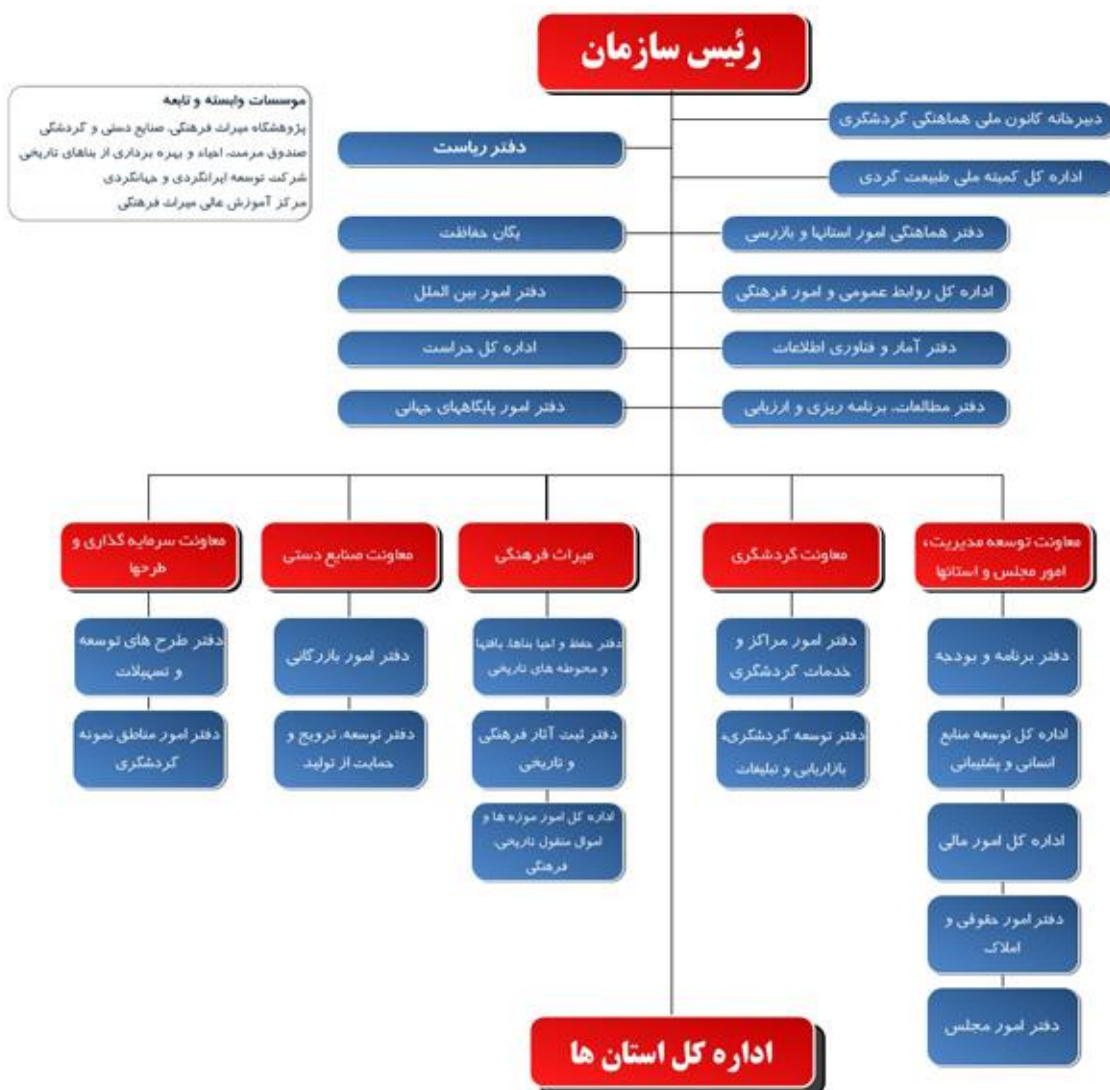 رئیس سازمان
موسسات وابسته و تابعه
پژوهشگاه میراث فرهنگی، صنایع دستی و گردشگی
صندوق مرمت، احیاء و بهره برداری از بناهای تاریخی
شرکت توسعه ایرانگردی و جهانگردی
مرکز آموزش عالی میراث فرهنگی
دبیرخانه کانون ملی هماهنگی گردشگری
دفتر ریاست
اداره کل کمیته ملی طبیعت گردی
دفتر هماهنگی امور استانها و بازرسی
یگان حفاظت
اداره کل روابط عمومی و امور فرهنگی
دفتر امور بین الملل
دفتر آمار و فناوری اطلاعات
اداره کل حراست
دفتر مطالعات، برنامه ریزی و ارزیابی
دفتر امور پایگاههای جهانی
معاونت توسعه مدیریت،
امور مجلس و استانها
معاونت گردشگری
میراث فرهنگی
معاونت صنایع دستی
معاونت سرمایه گذاری و
طرحها
دفتر برنامه و بودجه
دفتر امور مراکز و
خدمات گردشگری
دفتر حفظ و احیا بناها، بافتها
و محوطه های تاریخی
دفتر امور بازرگانی
دفتر طرح های توسعه
و تسهیلات
اداره کل توسعه منابع
انسانی و پشتیبانی
دفتر توسعه گردشگری،
بازاریابی و تبلیغات
دفتر ثبت آثار فرهنگی
و تاریخی
دفتر توسعه، ترویج و
حمایت از تولید
دفتر امور مناطق نمونه
گردشگری
اداره کل امور مالی
اداره کل امور موزه ها و
اموال منقول تاریخی،
فرهنگی
دفتر امور حقوقی و
املاک
دفتر امور مجلس
اداره کل استان ها